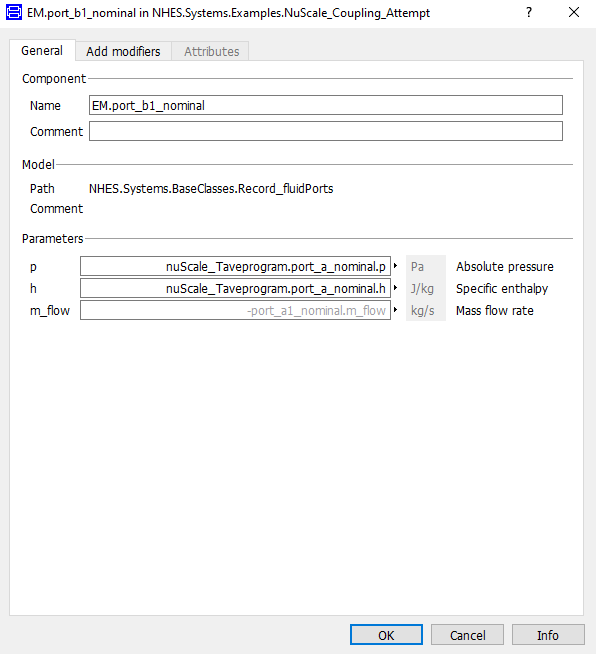 EM.port_b1_nominal in NHES.Systems.Examples.NuScale_Coupling_Attempt ?
General Add modifiers Attributes
Component
Name EM.port_b1_nominal
Comment
Model
Path NHES.Systems.BaseClasses.Record_fluidPorts
Comment
Parameters
p nuScale_Taveprogram.port_a_nominal.p Pa Absolute pressure
h nuScale_Taveprogram.port_a_nominal.h J/kg Specific enthalpy
m_flow -port_a1_nominal.m_flow kg/s Mass flow rate
OK Cancel Info